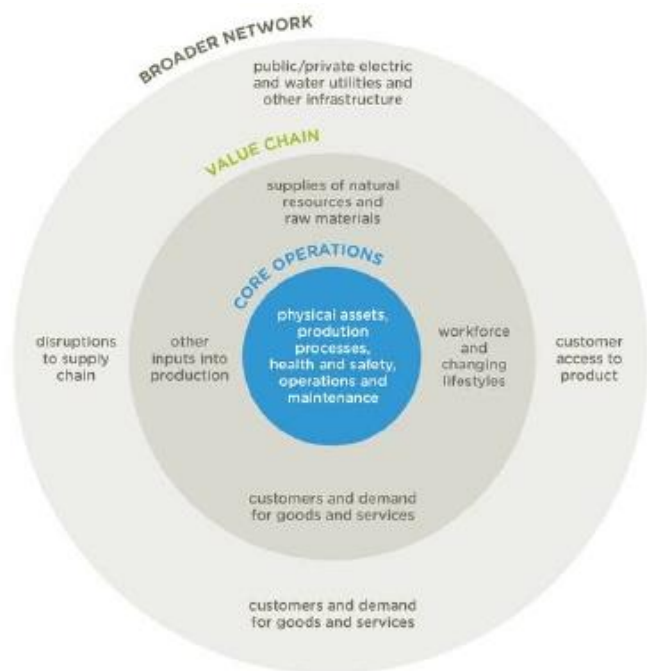 BROADER NETWORK
public/private electric
and water utilities and
other infrastructure
VALUE CHAIN
supplies of natural
resources and
raw materials
CORE OPERATIONS
physical assets,
prodution
processes,
health and safety,
operations and
maintenance
disruptions
to supply
chain
other
inputs into
production
workforce
and
changing
lifestyles
customer
access to
product
customers and demand
for goods and services
customers and demand
for goods and services